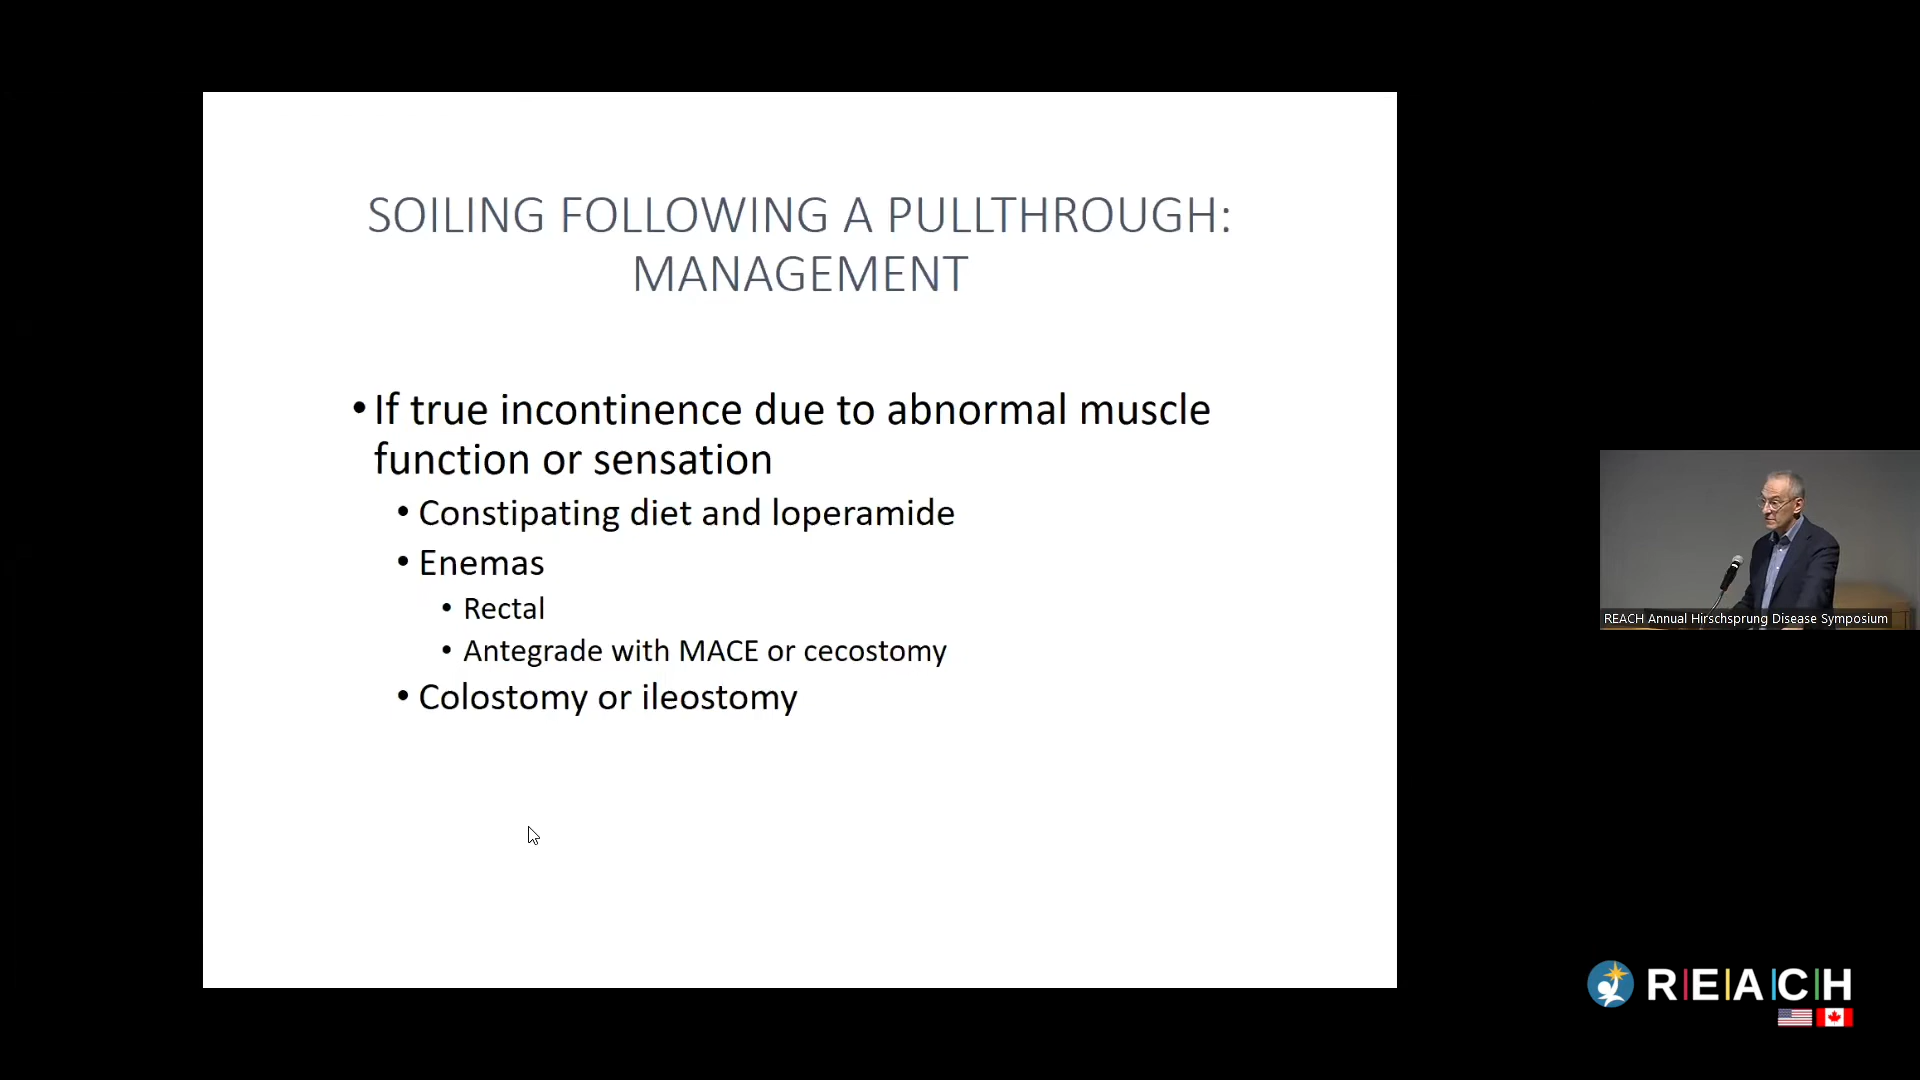 SOILING FOLLOWING A PULLTHROUGH:
MANAGEMENT
• If true incontinence due to abnormal muscle
function or sensation
• Constipating diet and loperamide
• Enemas
• Rectal
• Antegrade with MACE or cecostomy
• Colostomy or ileostomy
REACH Annual Hirschsprung Disease Symposium
R|E|A|C|H